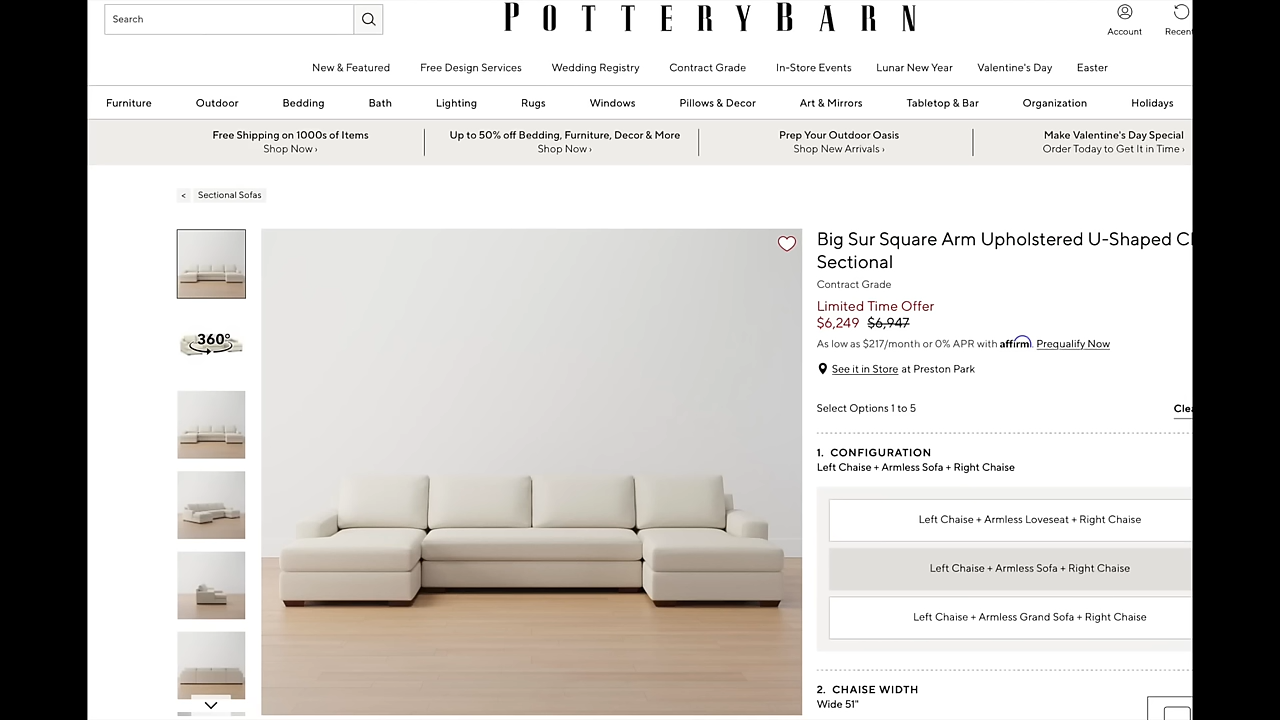 Search
POTTERY BARN
Account
Recent
New & Featured
Free Design Services
Wedding Registry
Contract Grade
In-Store Events
Lunar New Year
Valentine's Day
Easter
Furniture
Outdoor
Bedding
Bath
Lighting
Rugs
Windows
Pillows & Decor
Art & Mirrors
Tabletop & Bar
Organization
Holidays
Free Shipping on 1000s of Items
Shop Now ›
Up to 50% off Bedding, Furniture, Decor & More
Shop Now ›
Prep Your Outdoor Oasis
Shop New Arrivals ›
Make Valentine's Day Special
Order Today to Get It in Time ›
< Sectional Sofas
360°
Big Sur Square Arm Upholstered U-Shaped
Sectional
Contract Grade
Limited Time Offer
$6,249 $6,947
As low as $217/month or 0% APR with affirm. Prequalify Now
See it in Store at Preston Park
Select Options 1 to 5
1. CONFIGURATION
Left Chaise + Armless Sofa + Right Chaise
Left Chaise + Armless Loveseat + Right Chaise
Left Chaise + Armless Sofa + Right Chaise
Left Chaise + Armless Grand Sofa + Right Chaise
2. CHAISE WIDTH
Wide 51"